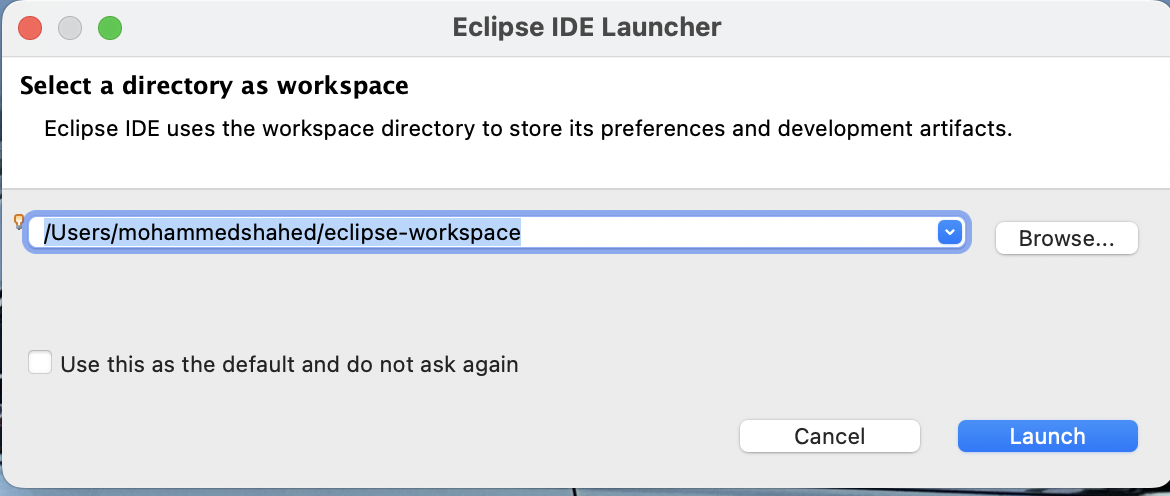 Eclipse IDE Launcher
Select a directory as workspace
Eclipse IDE uses the workspace directory to store its preferences and development artifacts.
/Users/mohammedshahed/eclipse-workspace
Browse...
Use this as the default and do not ask again
Cancel
Launch